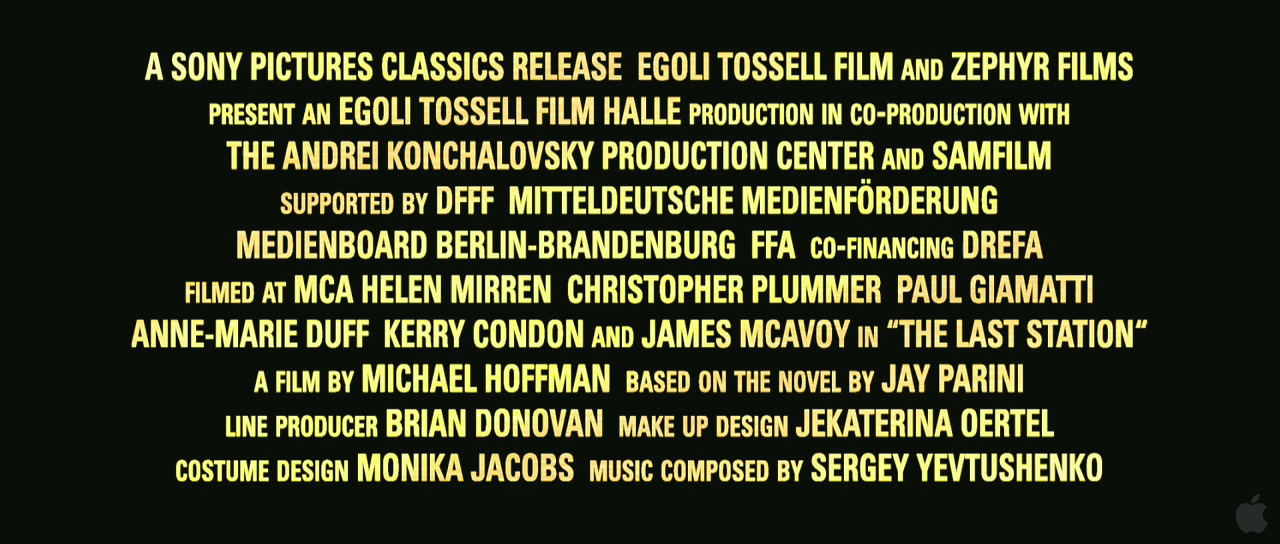 A SONY PICTURES CLASSICS RELEASE EGOLI TOSSELL FILM AND ZEPHYR FILMS
PRESENT AN EGOLI TOSSELL FILM HALLE PRODUCTION IN CO-PRODUCTION WITH
THE ANDREI KONCHALOVSKY PRODUCTION CENTER AND SAMFILM
SUPPORTED BY DFFF MITTELDEUTSCHE MEDIENFÖRDERUNG
MEDIENBOARD BERLIN-BRANDENBURG FFA CO-FINANCING DREFA
FILMED AT MCA HELEN MIRREN CHRISTOPHER PLUMMER PAUL GIAMATTI
ANNE-MARIE DUFF KERRY CONDON AND JAMES MCAVOY IN “THE LAST STATION“
A FILM BY MICHAEL HOFFMAN BASED ON THE NOVEL BY JAY PARINI
LINE PRODUCER BRIAN DONOVAN MAKE UP DESIGN JEKATERINA OERTEL
COSTUME DESIGN MONIKA JACOBS MUSIC COMPOSED BY SERGEY YEVTUSHENKO